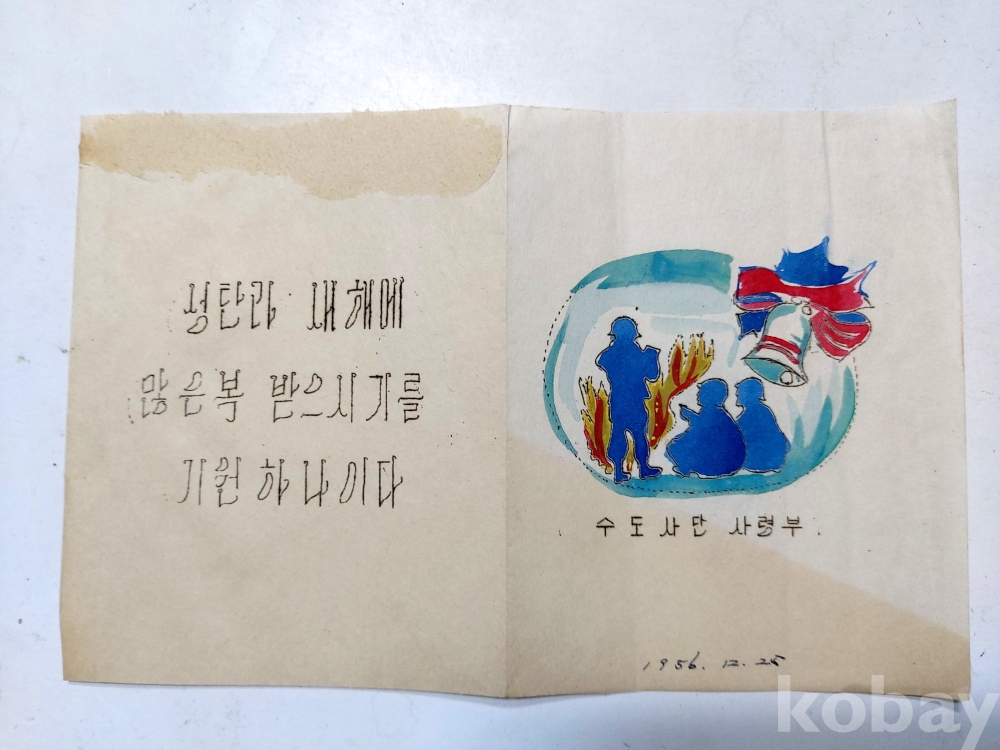 성탄과 새해에
많은복 받으시기를
기원하나이다
수도사단 사령부.
1956. 12. 25
kobay